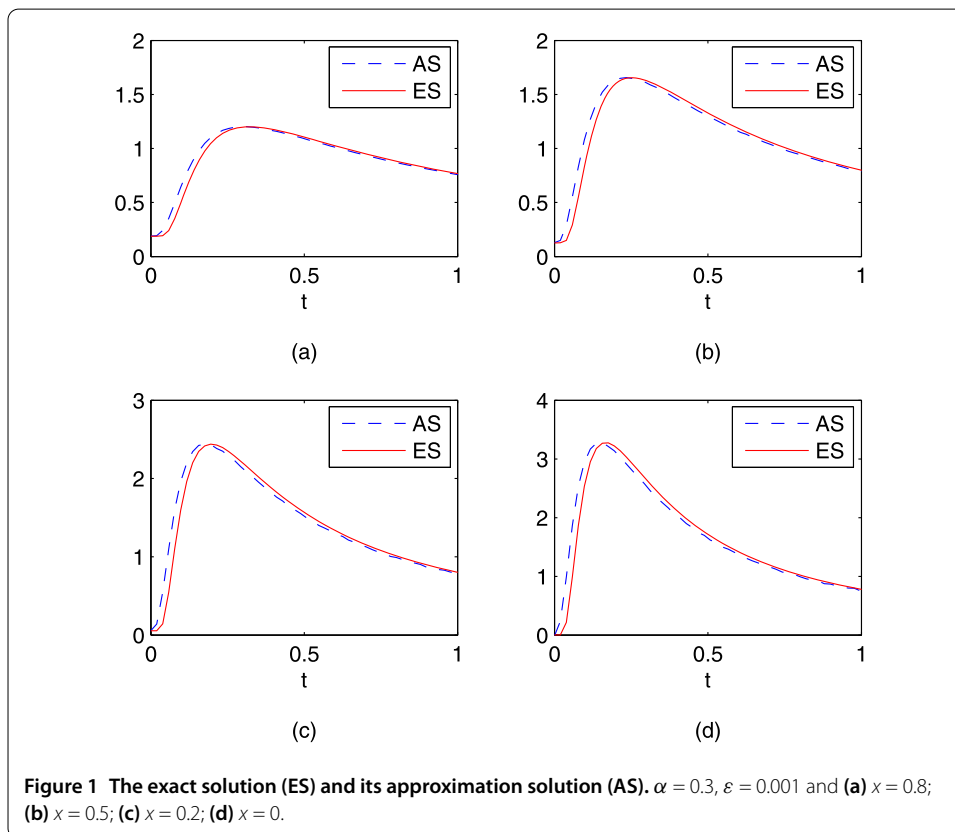 2
1.5
1
0.5
0
0 0.5 1
t
AS
ES
(a)
2
1.5
1
0.5
0
0 0.5 1
t
AS
ES
(b)
3
2
1
0
0 0.5 1
t
AS
ES
(c)
4
3
2
1
0
0 0.5 1
t
AS
ES
(d)
Figure 1 The exact solution (ES) and its approximation solution (AS). α = 0.3, ε = 0.001 and (a) x = 0.8;
(b) x = 0.5; (c) x = 0.2; (d) x = 0.